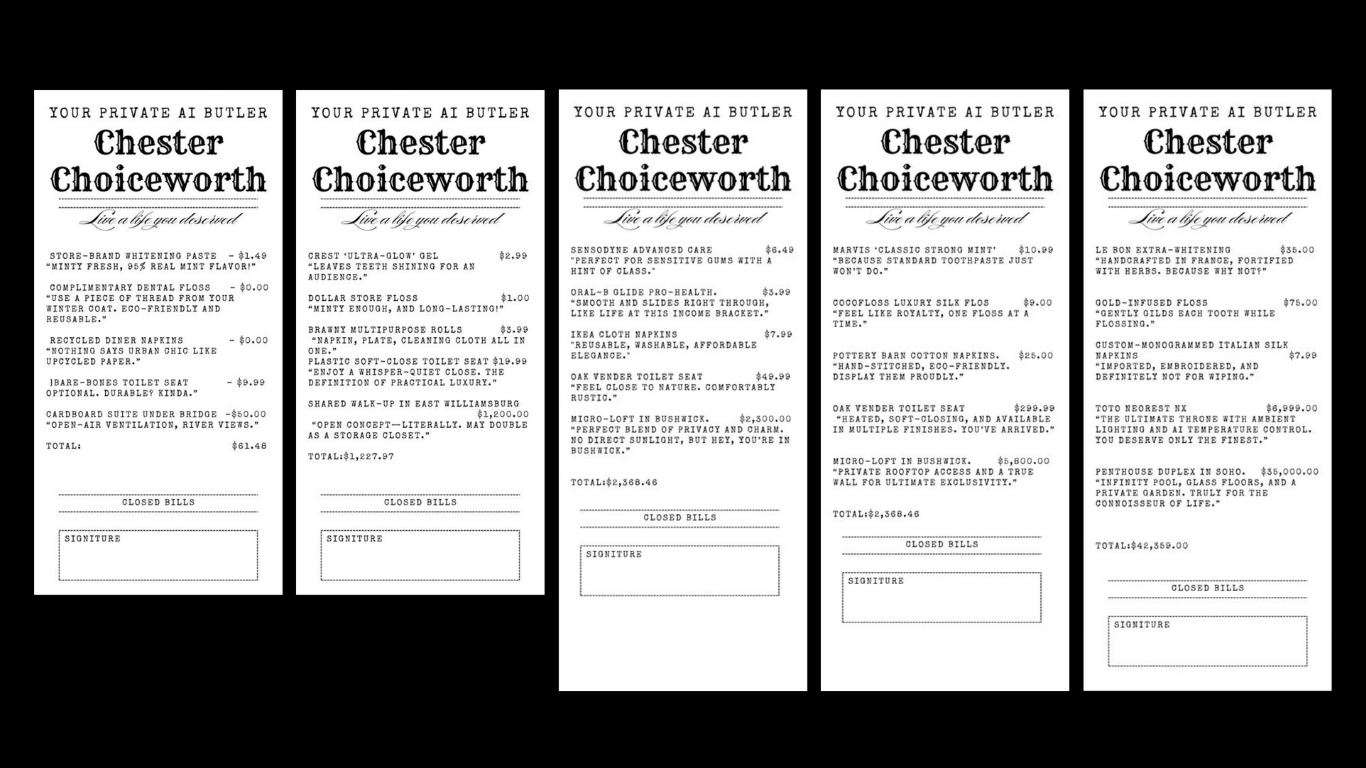 YOUR PRIVATE AI BUTLER
Chester
Choiceworth
Live a life you deserved
STORE-BRAND WHITENING PASTE - $1.49
"MINTY FRESH, 95% REAL MINT FLAVOR!"
COMPLIMENTARY DENTAL FLOSS - $0.00
"USE A PIECE OF THREAD FROM YOUR
WINTER COAT. ECO-FRIENDLY AND
REUSABLE."
RECYCLED DINER NAPKINS - $0.00
"NOTHING SAYS URBAN CHIC LIKE
UPCYCLED PAPER."
]BARE-BONES TOILET SEAT - $9.99
OPTIONAL. DURABLE? KINDA."
CARDBOARD SUITE UNDER BRIDGE -$50.00
"OPEN-AIR VENTILATION, RIVER VIEWS."
TOTAL: $61.48
CLOSED BILLS
SIGNITURE
YOUR PRIVATE AI BUTLER
Chester
Choiceworth
Live a life you deserved
CREST 'ULTRA-GLOW' GEL $2.99
"LEAVES TEETH SHINING FOR AN
AUDIENCE."
DOLLAR STORE FLOSS $1.00
"MINTY ENOUGH, AND LONG-LASTING!"
BRAWNY MULTIPURPOSE ROLLS $3.99
"NAPKIN, PLATE, CLEANING CLOTH ALL IN
ONE."
PLASTIC SOFT-CLOSE TOILET SEAT $19.99
"ENJOY A WHISPER-QUIET CLOSE. THE
DEFINITION OF PRACTICAL LUXURY."
SHARED WALK-UP IN EAST WILLIAMSBURG
$1,200.00
"OPEN CONCEPT—LITERALLY. MAY DOUBLE
AS A STORAGE CLOSET."
TOTAL:$1,227.97
CLOSED BILLS
SIGNITURE
YOUR PRIVATE AI BUTLER
Chester
Choiceworth
Live a life you deserved
SENSODYNE ADVANCED CARE $6.49
"PERFECT FOR SENSITIVE GUMS WITH A
HINT OF CLASS."
ORAL-B GLIDE PRO-HEALTH. $3.99
"SMOOTH AND SLIDES RIGHT THROUGH,
LIKE LIFE AT THIS INCOME BRACKET."
IKEA CLOTH NAPKINS $7.99
"REUSABLE, WASHABLE, AFFORDABLE
ELEGANCE."
OAK VENDER TOILET SEAT $49.99
"FEEL CLOSE TO NATURE. COMFORTABLY
RUSTIC."
MICRO-LOFT IN BUSHWICK. $2,300.00
"PERFECT BLEND OF PRIVACY AND CHARM.
NO DIRECT SUNLIGHT, BUT HEY, YOU'RE IN
BUSHWICK."
TOTAL:$2,368.46
CLOSED BILLS
SIGNITURE
YOUR PRIVATE AI BUTLER
Chester
Choiceworth
Live a life you deserved
MARVIS 'CLASSIC STRONG MINT' $10.99
"BECAUSE STANDARD TOOTHPASTE JUST
WON'T DO."
COCOFLOSS LUXURY SILK FLOS $9.00
"FEEL LIKE ROYALTY, ONE FLOSS AT A
TIME."
POTTERY BARN COTTON NAPKINS. $25.00
"HAND-STITCHED, ECO-FRIENDLY.
DISPLAY THEM PROUDLY."
OAK VENDER TOILET SEAT $299.99
"HEATED, SOFT-CLOSING, AND AVAILABLE
IN MULTIPLE FINISHES. YOU'VE ARRIVED."
MICRO-LOFT IN BUSHWICK. $5,800.00
"PRIVATE ROOFTOP ACCESS AND A TRUE
WALL FOR ULTIMATE EXCLUSIVITY."
TOTAL:$2,368.46
CLOSED BILLS
SIGNITURE
YOUR PRIVATE AI BUTLER
Chester
Choiceworth
Live a life you deserved
LE BON EXTRA-WHITENING $35.00
"HANDCRAFTED IN FRANCE, FORTIFIED
WITH HERBS. BECAUSE WHY NOT?"
GOLD-INFUSED FLOSS $75.00
"GENTLY GILDS EACH TOOTH WHILE
FLOSSING."
CUSTOM-MONOGRAMMED ITALIAN SILK
NAPKINS $7.99
"IMPORTED, EMBROIDERED, AND
DEFINITELY NOT FOR WIPING."
TOTO NEOREST NX $6,999.00
"THE ULTIMATE THRONE WITH AMBIENT
LIGHTING AND AI TEMPERATURE CONTROL.
YOU DESERVE ONLY THE FINEST."
PENTHOUSE DUPLEX IN SOHO. $35,000.00
"INFINITY POOL, GLASS FLOORS, AND A
PRIVATE GARDEN. TRULY FOR THE
CONNOISSEUR OF LIFE."
TOTAL:$42,359.00
CLOSED BILLS
SIGNITURE